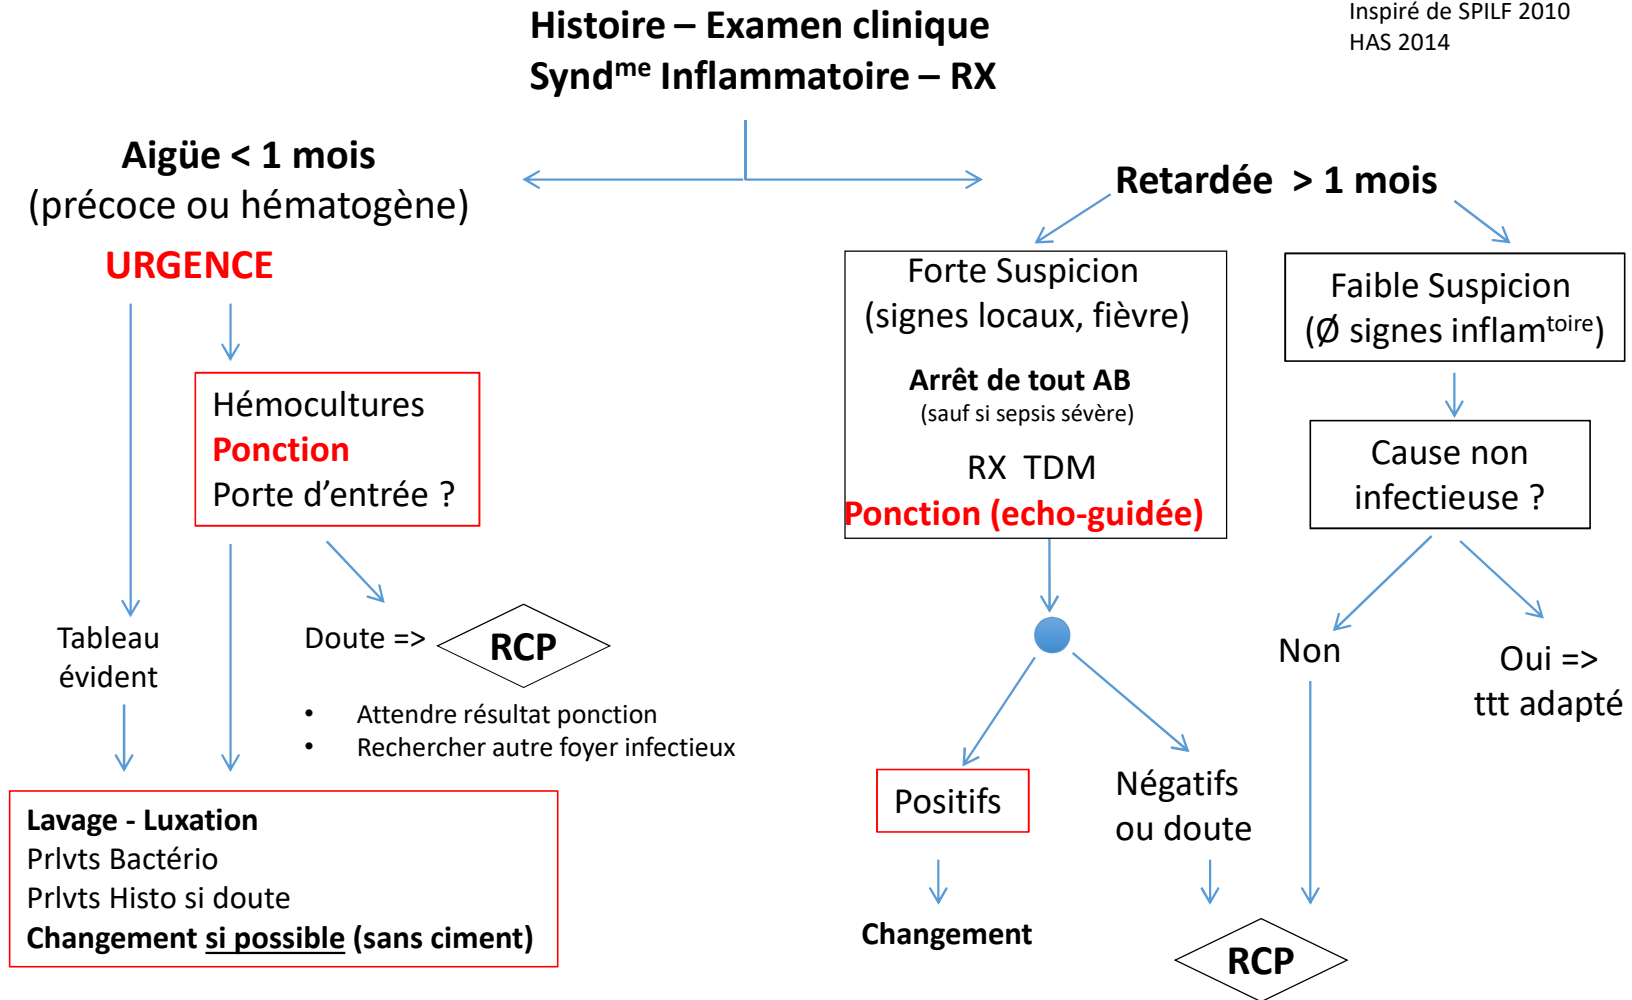 Histoire – Examen clinique
Synd^me Inflammatoire – RX
Inspiré de SPILF 2010
HAS 2014
Aigüe < 1 mois
(précoce ou hématogène)
URGENCE
Hémocultures
Ponction
Porte d’entrée ?
Tableau
évident
Doute =>
RCP
• Attendre résultat ponction
• Rechercher autre foyer infectieux
Lavage - Luxation
Prlvts Bactério
Prlvts Histo si doute
Changement si possible (sans ciment)
Retardée > 1 mois
Forte Suspicion
(signes locaux, fièvre)
Arrêt de tout AB
(sauf si sepsis sévère)
RX TDM
Ponction (echo-guidée)
Positifs
Changement
Négatifs
ou doute
Faible Suspicion
(Ø signes inflam^toire)
Cause non
infectieuse ?
Non
Oui =>
ttt adapté
RCP